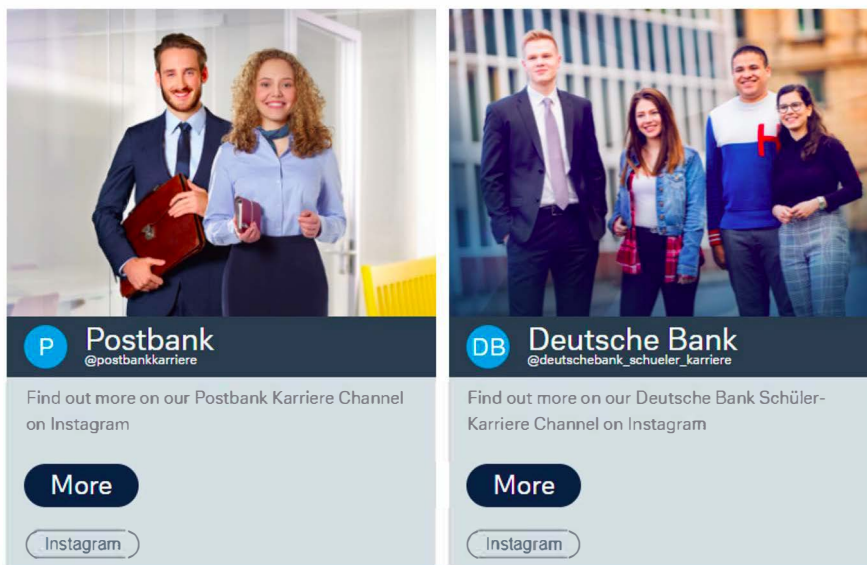 P
Postbank
@postbankkarriere
Find out more on our Postbank Karriere Channel
on Instagram
More
Instagram
H
DB
Deutsche Bank
@deutschebank_schueler_karriere
Find out more on our Deutsche Bank Schüler-
Karriere Channel on Instagram
More
Instagram